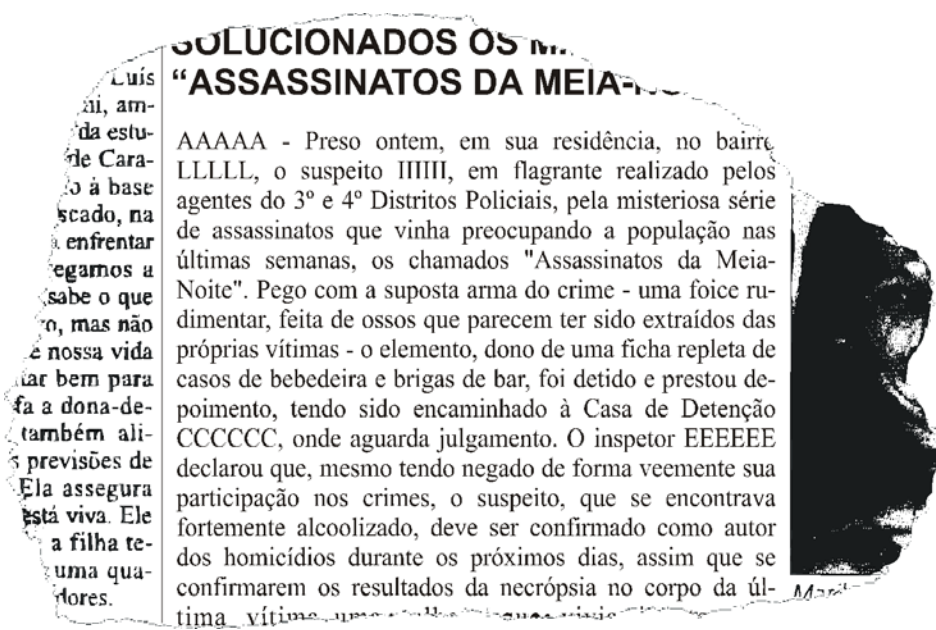 SOLUCIONADOS OS
“ASSASSINATOS DA MEIA-
AAAAA - Preso ontem, em sua residência, no bairro
LLLLL, o suspeito IIIIII, em flagrante realizado pelos
agentes do 3º e 4º Distritos Policiais, pela misteriosa série
de assassinatos que vinha preocupando a população nas
últimas semanas, os chamados "Assassinatos da Meia-
Noite". Pego com a suposta arma do crime - uma foice ru-
dimentar, feita de ossos que parecem ter sido extraídos das
próprias vítimas - o elemento, dono de uma ficha repleta de
casos de bebedeira e brigas de bar, foi detido e prestou de-
poimento, tendo sido encaminhado à Casa de Detenção
CCCCCC, onde aguarda julgamento. O inspetor EEEEEE
declarou que, mesmo tendo negado de forma veemente sua
participação nos crimes, o suspeito, que se encontrava
fortemente alcoolizado, deve ser confirmado como autor
dos homicídios durante os próximos dias, assim que se
confirmarem os resultados da necrópsia no corpo da úl-
tima vítima
Luís
am-
da estu-
de Cara-
à base
scado, na
enfrentar
egamos a
sabe o que
mas não
e nossa vida
tar bem para
fa a dona-de-
também ali-
s previsões de
Ela assegura
está viva. Ele
a filha te-
uma qua-
dores.